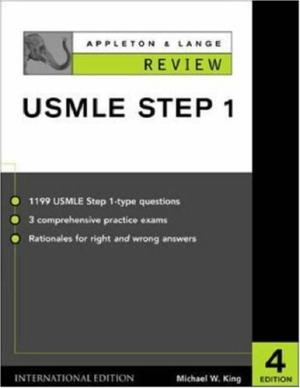 APPLETON & LANGE
REVIEW
USMLE STEP 1
1199 USMLE Step 1-type questions
3 comprehensive practice exams
Rationales for right and wrong answers
INTERNATIONAL EDITION
Michael W. King
4
EDITION